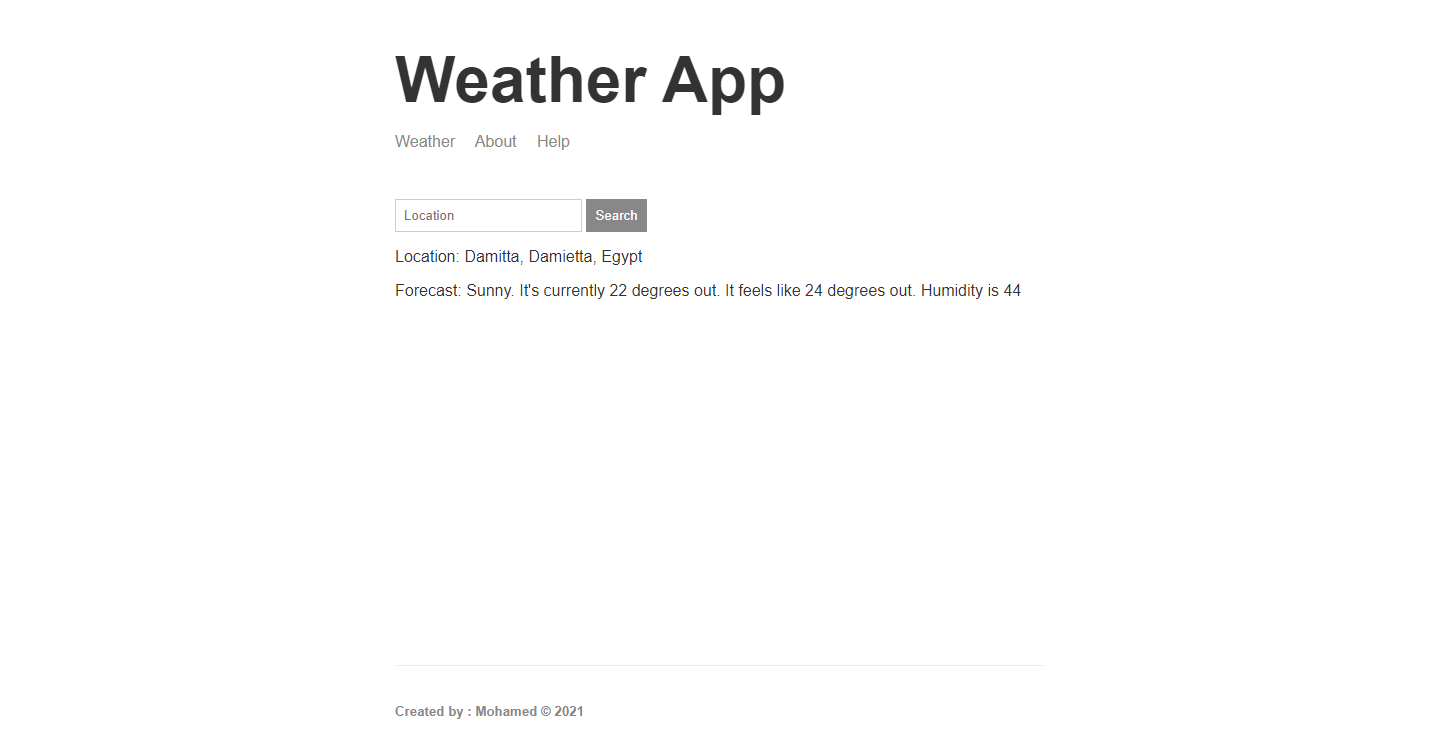 Weather App
Weather About Help
Location Search
Location: Damitta, Damietta, Egypt
Forecast: Sunny. It's currently 22 degrees out. It feels like 24 degrees out. Humidity is 44
Created by : Mohamed © 2021